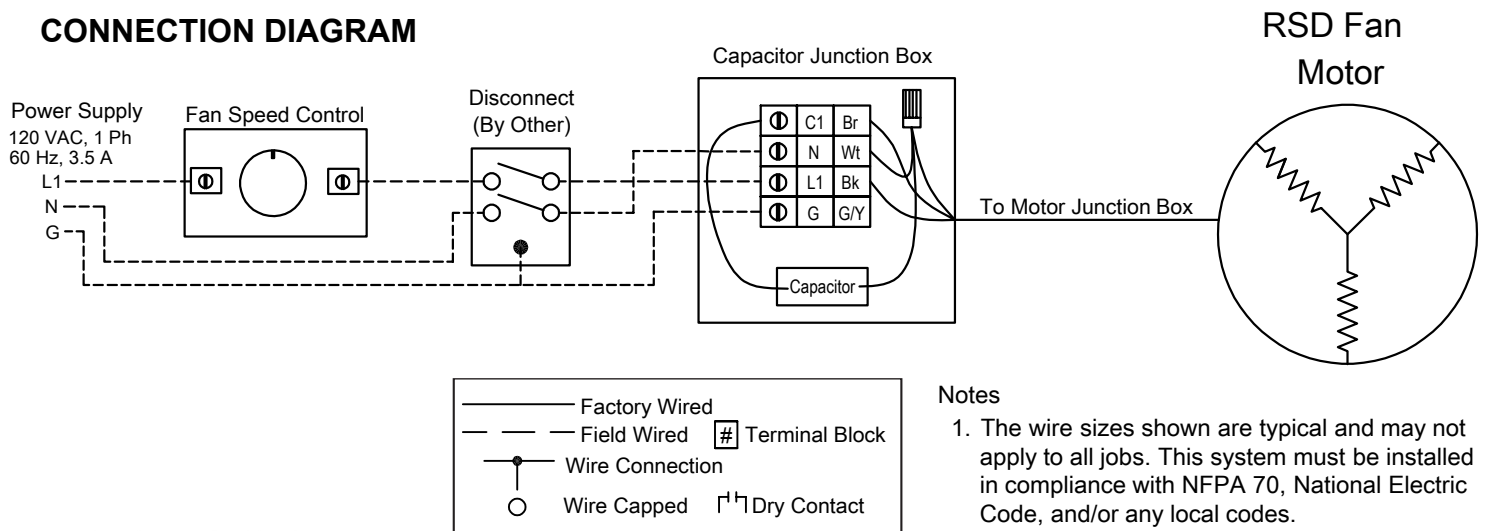 CONNECTION DIAGRAM
RSD Fan
Motor
Capacitor Junction Box
Power Supply
120 VAC, 1 Ph
60 Hz, 3.5 A
L1
N
G
Fan Speed Control
Disconnect
(By Other)
C1 Br
N Wt
L1 Bk
G G/Y
Capacitor
To Motor Junction Box
Factory Wired
Field Wired
# Terminal Block
Wire Connection
Wire Capped
Dry Contact
Notes
1. The wire sizes shown are typical and may not
apply to all jobs. This system must be installed
in compliance with NFPA 70, National Electric
Code, and/or any local codes.